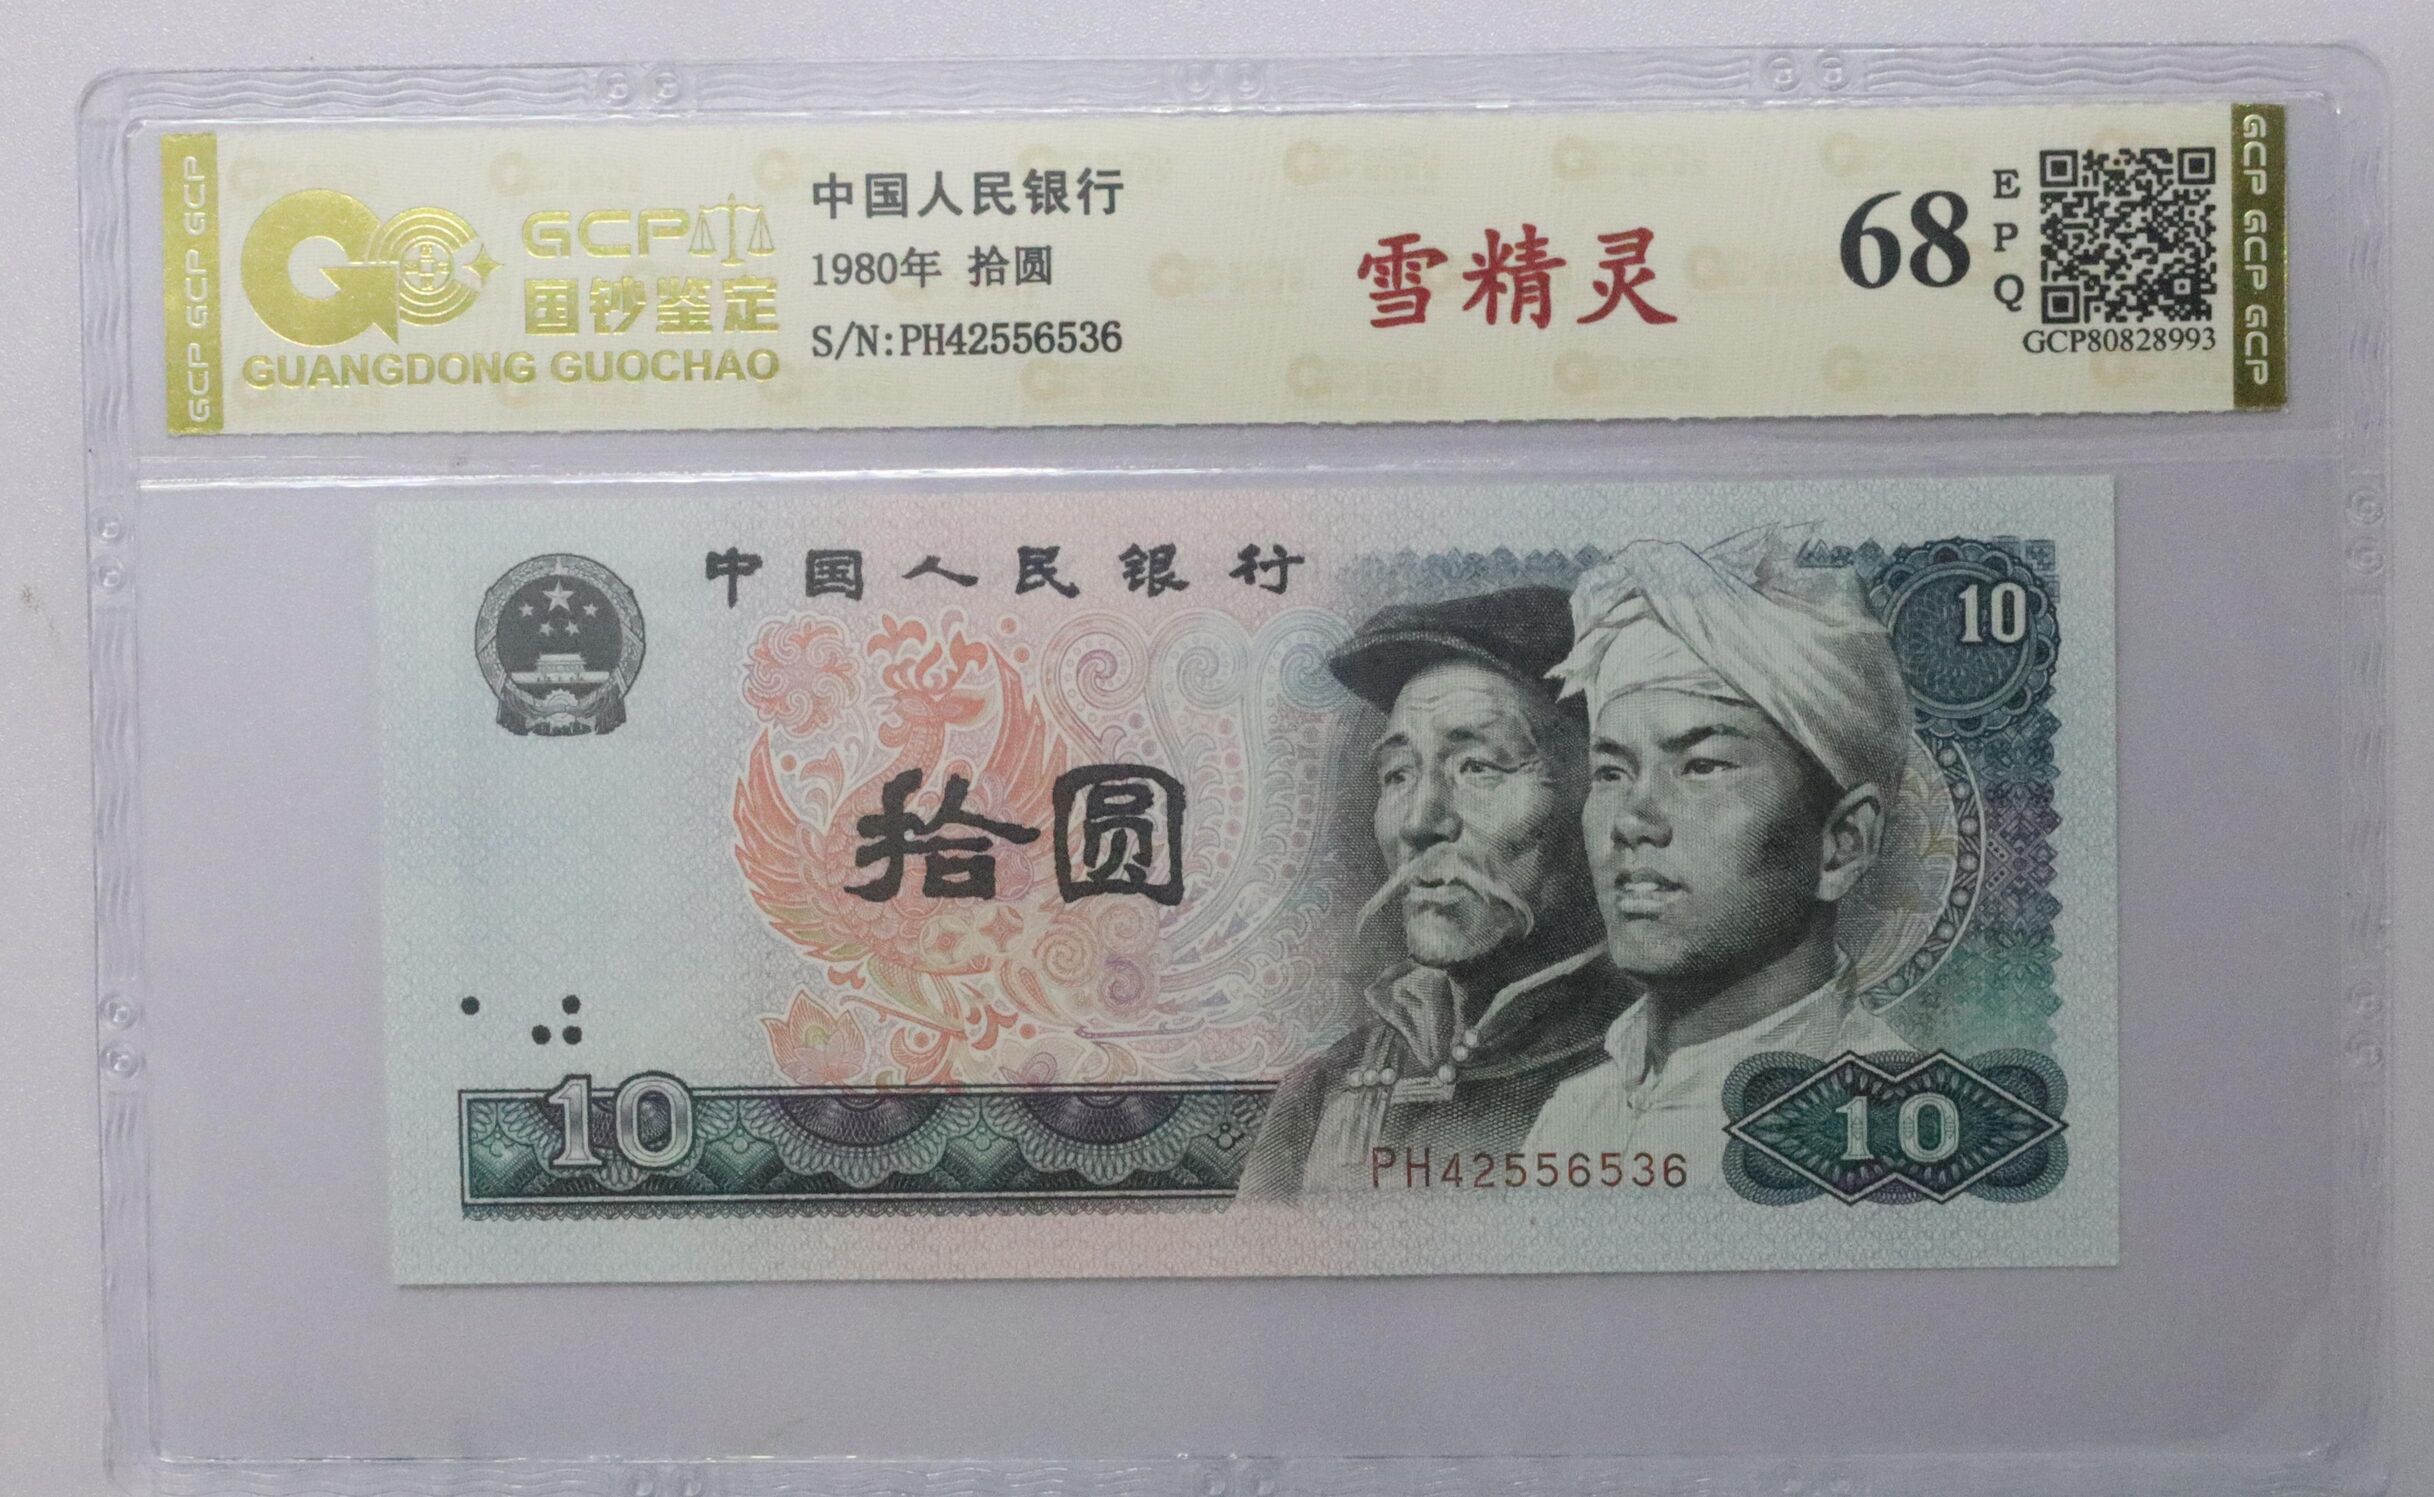 GCP GCP GCP
GCP
国钞鉴定
GUANGDONG GUOCHAO
中国人民银行
1980年 拾圆
S/N:PH42556536
雪精灵
68
E
P
Q
GCP80828993
GCP GCP GCP
中国人民银行
10
拾圆
10
PH42556536
10